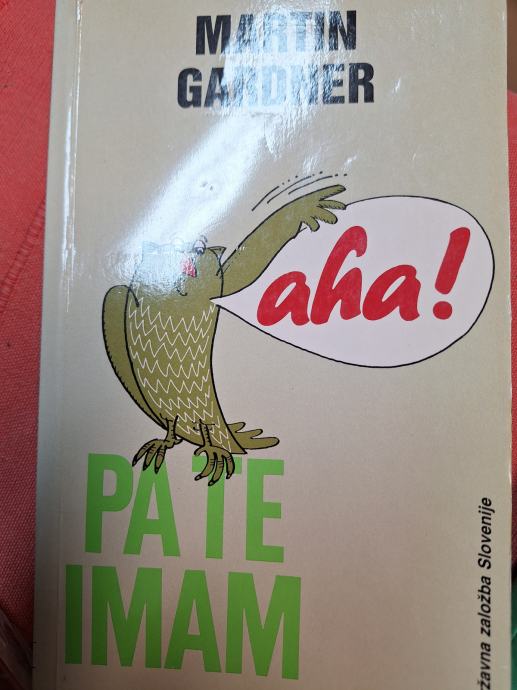 MARTIN
GARDNER
aha!
PA TE
IMAM
žavna založba Slovenije